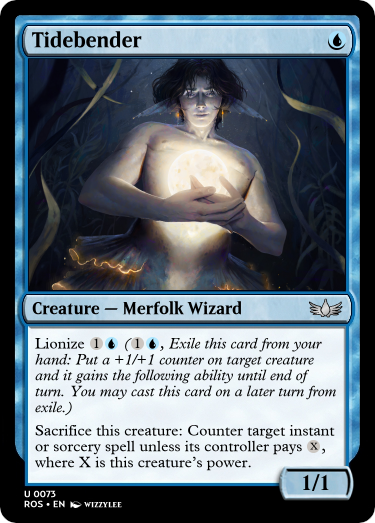 Tidebender
Creature — Merfolk Wizard
Lionize 1 (1, Exile this card from your
hand: Put a +1/+1 counter on target creature
and it gains the following ability until end of
turn. You may cast this card on a later turn from
exile.)
Sacrifice this creature: Counter target instant
or sorcery spell unless its controller pays X,
where X is this creature's power.
1/1
U 0073
ROS • EN WIZZYLEE